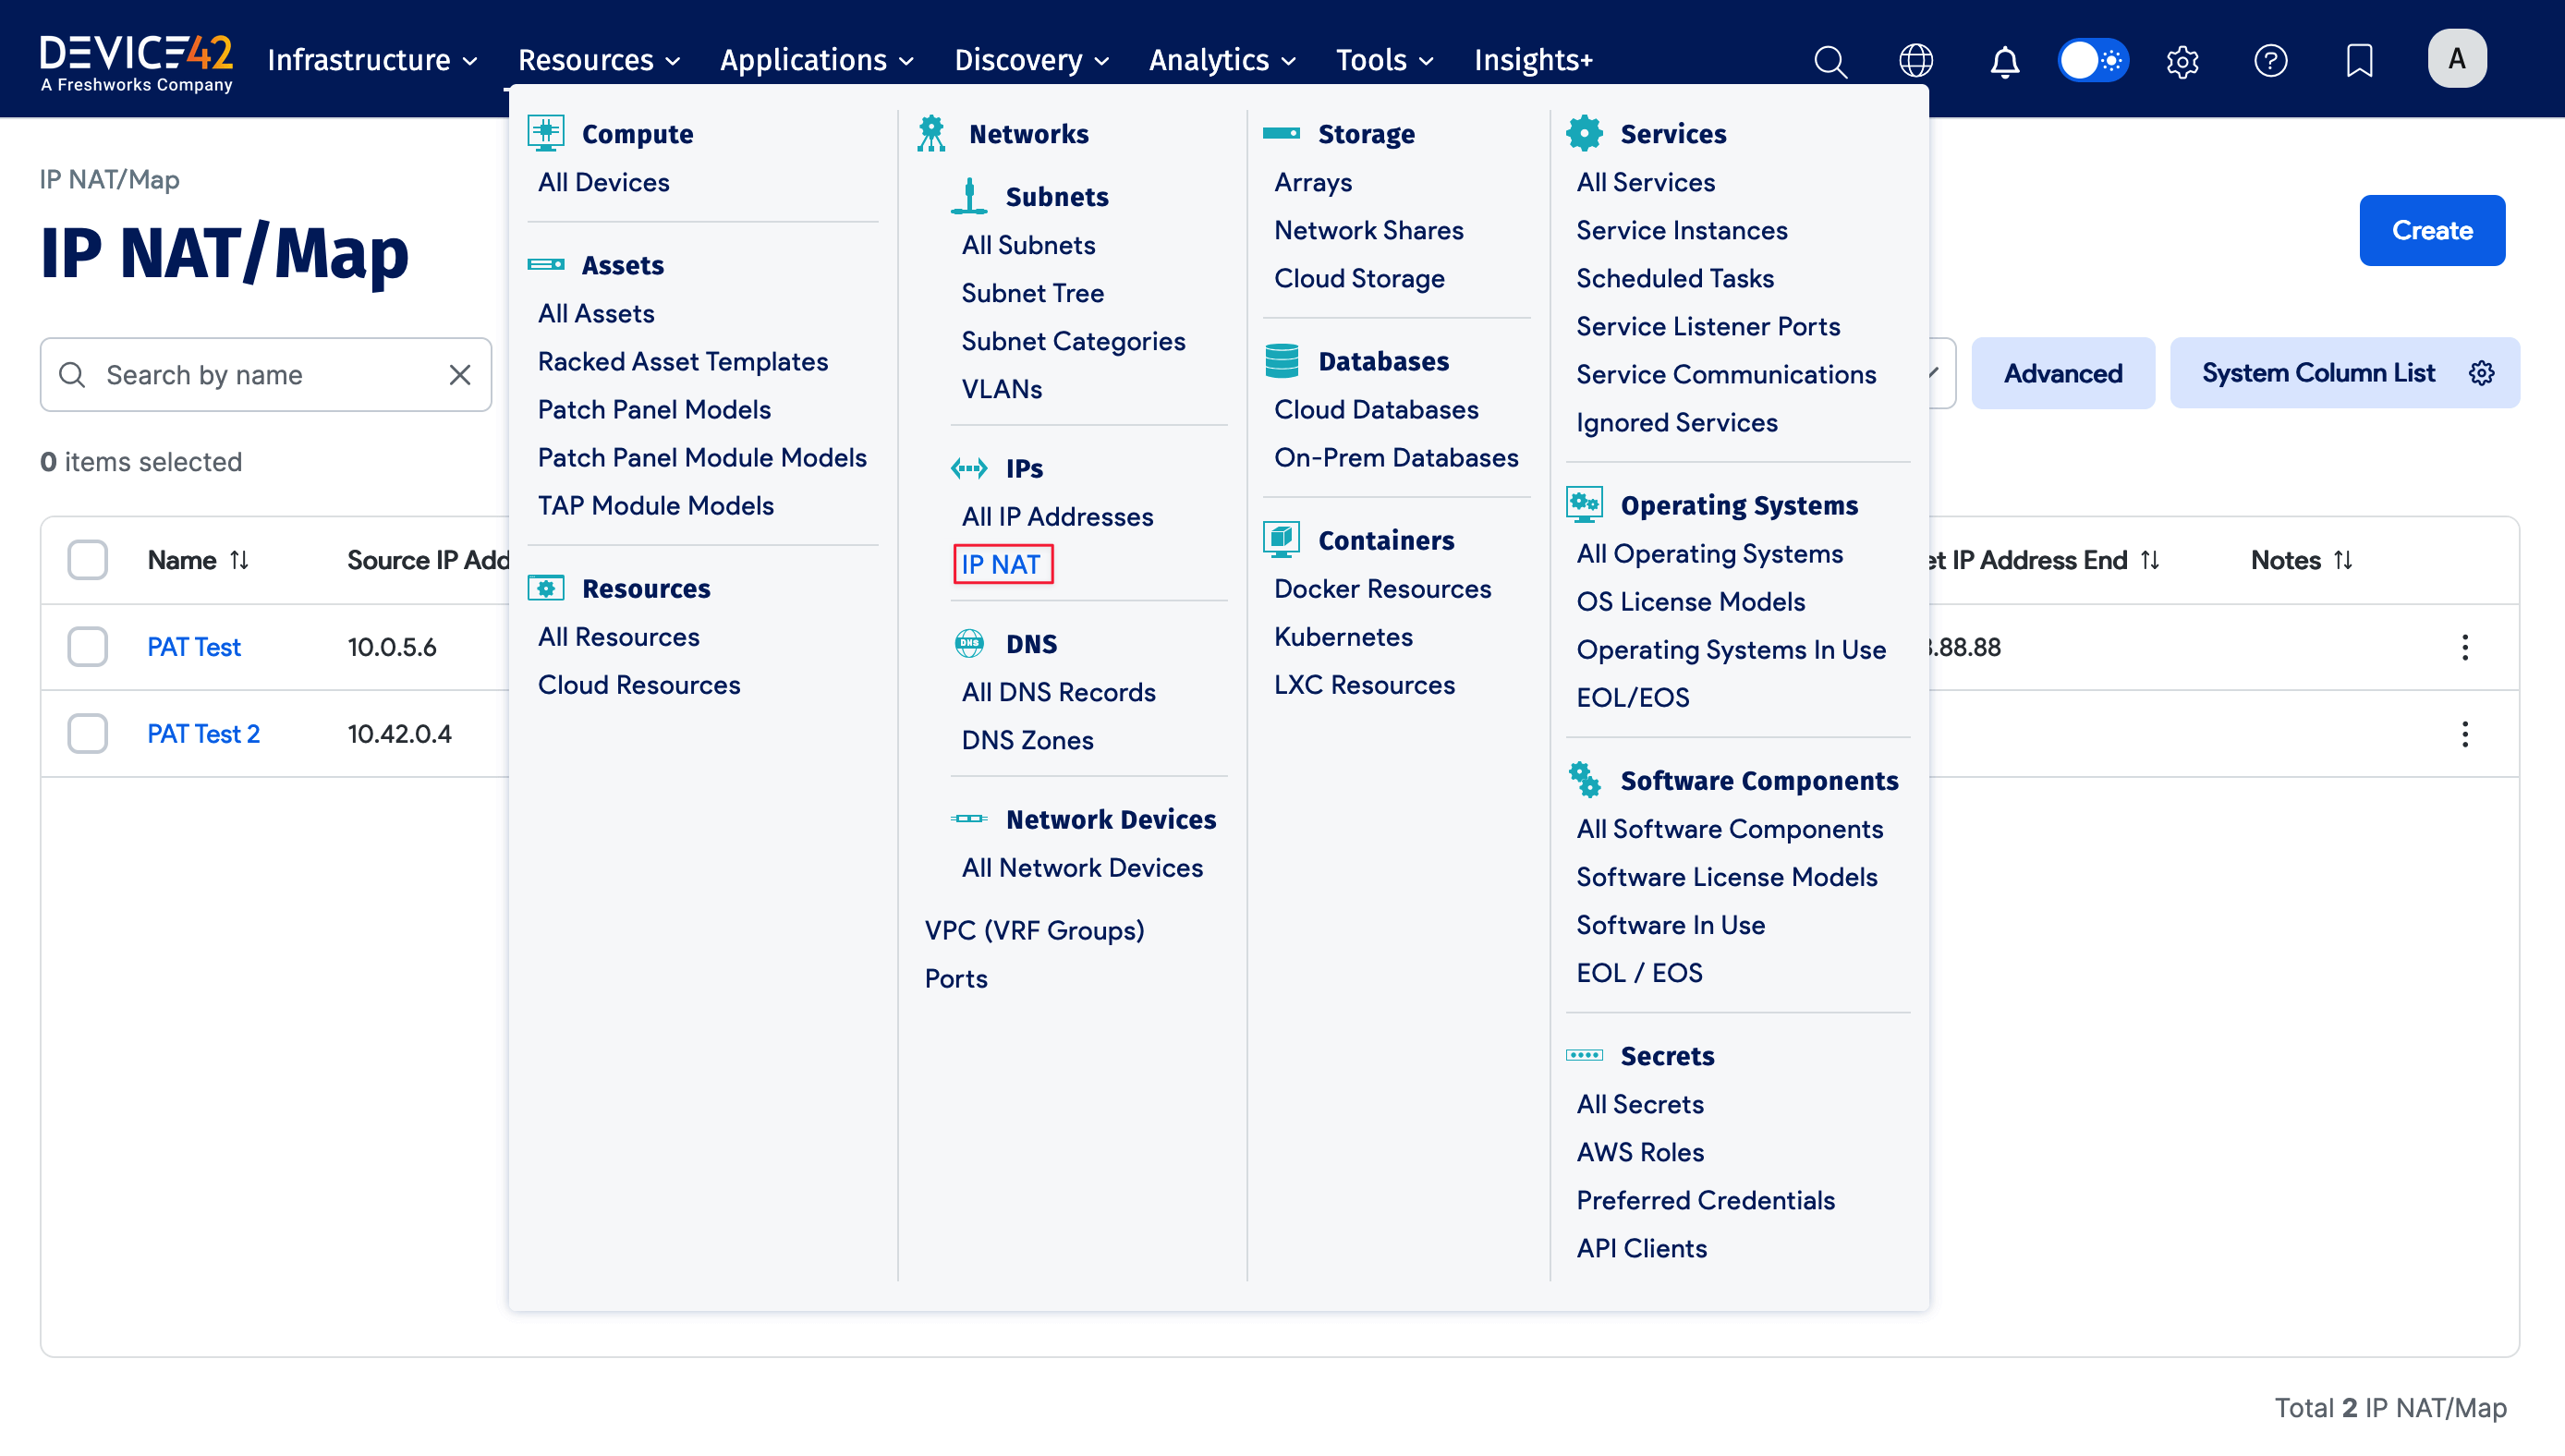 DEVICE42
A Freshworks Company
Infrastructure
Resources
Applications
Discovery
Analytics
Tools
Insights+
A
IP NAT/Map
IP NAT/Map
Create
Search by name
Advanced
System Column List
0 items selected
Name
Source IP Add
et IP Address End
Notes
PAT Test
10.0.5.6
.88.88
PAT Test 2
10.42.0.4
Compute
All Devices
Assets
All Assets
Racked Asset Templates
Patch Panel Models
Patch Panel Module Models
TAP Module Models
Resources
All Resources
Cloud Resources
Networks
Subnets
All Subnets
Subnet Tree
Subnet Categories
VLANs
IPs
All IP Addresses
IP NAT
DNS
DNS
All DNS Records
DNS Zones
Network Devices
All Network Devices
VPC (VRF Groups)
Ports
Storage
Arrays
Network Shares
Cloud Storage
Databases
Cloud Databases
On-Prem Databases
Containers
Docker Resources
Kubernetes
LXC Resources
Services
All Services
Service Instances
Scheduled Tasks
Service Listener Ports
Service Communications
Ignored Services
Operating Systems
All Operating Systems
OS License Models
Operating Systems In Use
EOL/EOS
Software Components
All Software Components
Software License Models
Software In Use
EOL / EOS
Secrets
All Secrets
AWS Roles
Preferred Credentials
API Clients
Total 2 IP NAT/Map